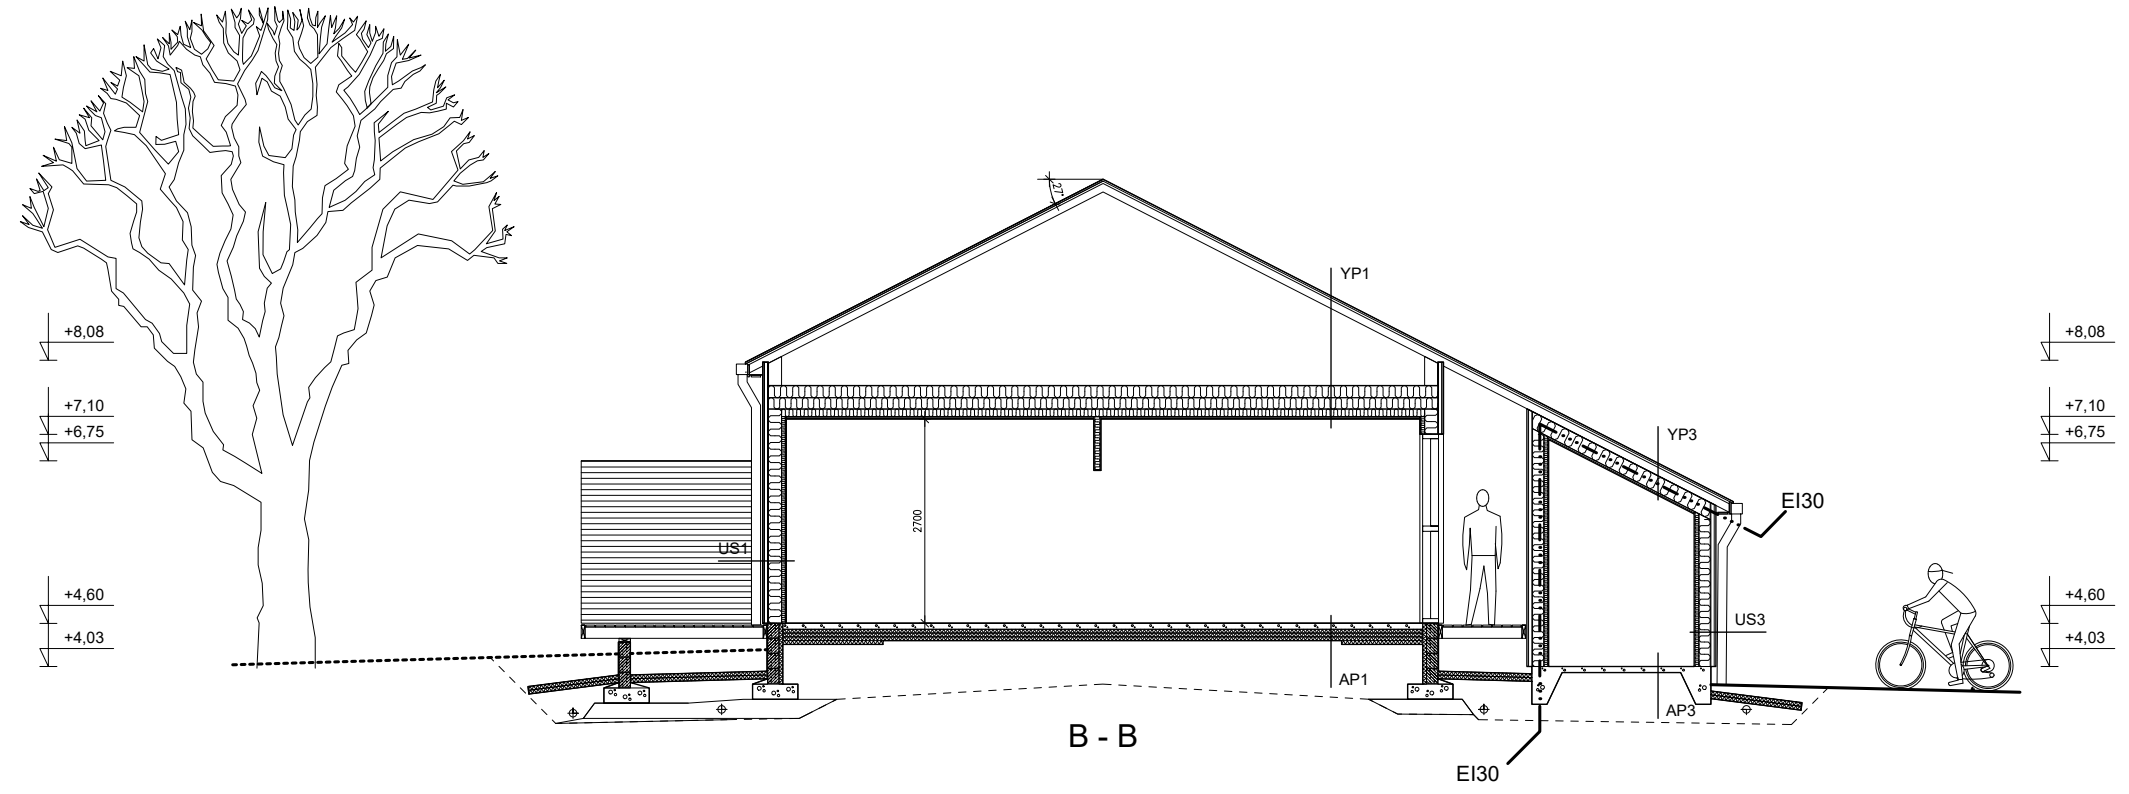 27°
YP1
+8,08
+8,08
+7,10
+7,10
+6,75
YP3
+6,75
EI30
2700
US1
+4,60
+4,60
US3
+4,03
+4,03
AP1
AP3
B - B
EI30